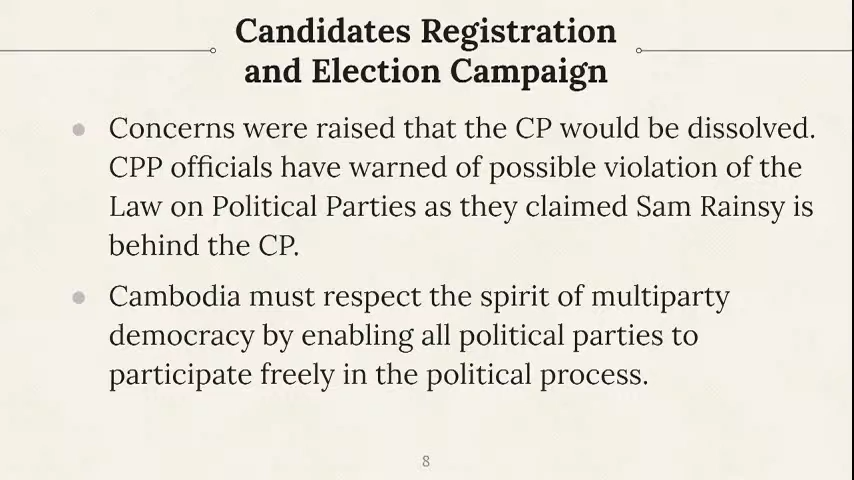 Candidates Registration
and Election Campaign
Concerns were raised that the CP would be dissolved.
CPP officials have warned of possible violation of the
Law on Political Parties as they claimed Sam Rainsy is
behind the CP.
Cambodia must respect the spirit of multiparty
democracy by enabling all political parties to
participate freely in the political process.
8